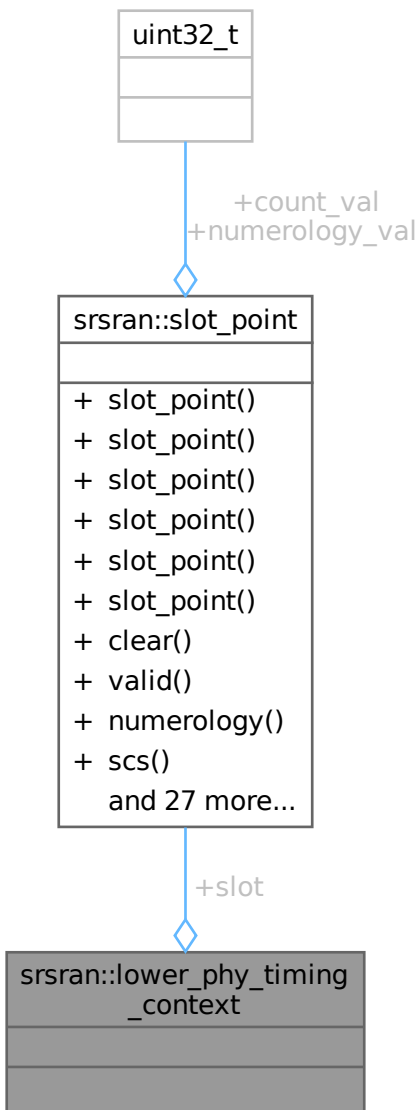 uint32_t
+count_val
+numerology_val
srsran::slot_point
+ slot_point()
+ slot_point()
+ slot_point()
+ slot_point()
+ slot_point()
+ slot_point()
+ clear()
+ valid()
+ numerology()
+ scs()
and 27 more...
+slot
srsran::lower_phy_timing
_context